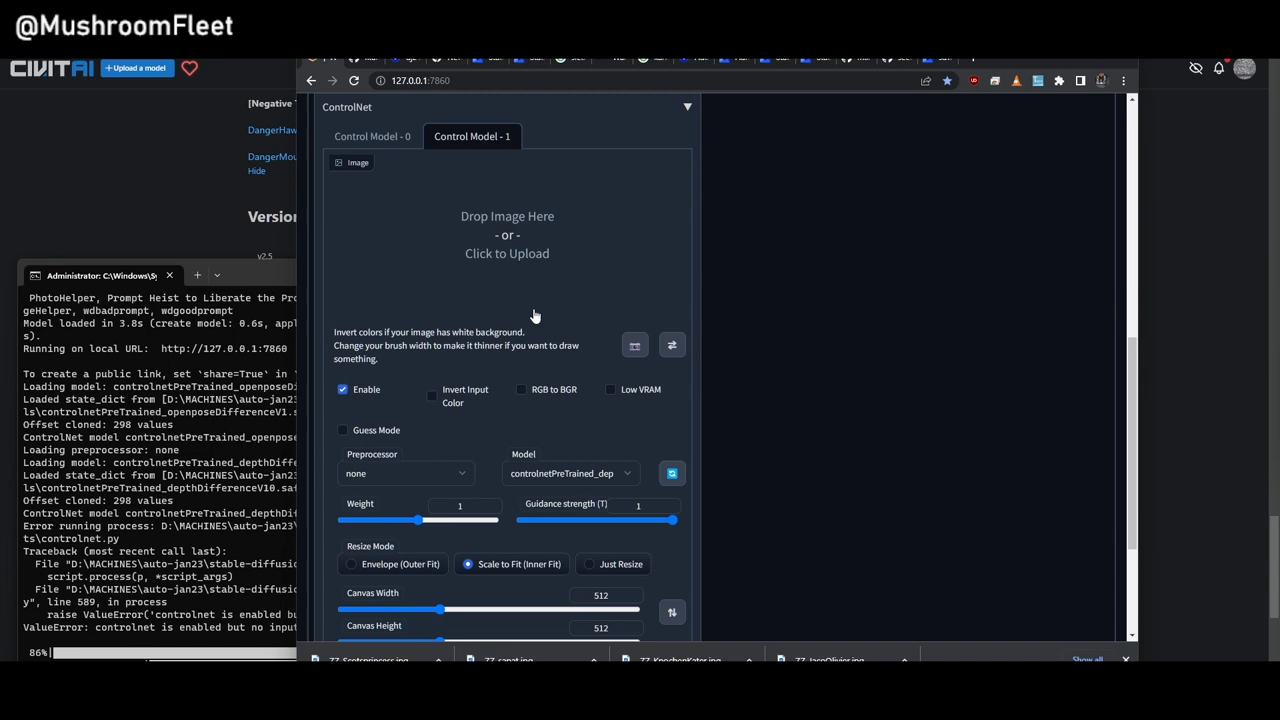 @MushroomFleet
CIVITAI
+Upload a model
127.0.0.1:7860
[Negative
DangerHaw
DangerMou
Hide
Version
v2.5
ControlNet
Control Model - 0
Control Model - 1
Image
Drop Image Here
- or -
Click to Upload
Invert colors if your image has white background.
Change your brush width to make it thinner if you want to draw
something.
Enable
Invert Input
Color
RGB to BGR
Low VRAM
Guess Mode
Preprocessor
Model
none
controlnetPreTrained_dep
Weight
1
Guidance strength (T)
1
Resize Mode
Envelope (Outer Fit)
Scale to Fit (Inner Fit)
Just Resize
Canvas Width
512
Canvas Height
512
Administrator: C:\Windows\Sy
PhotoHelper, Prompt Heist to Liberate the Pro
geHelper, wdbadprompt, wdgoodprompt
Model loaded in 3.8s (create model: 0.6s, appl
s).
Running on local URL: http://127.0.0.1:7860
To create a public link, set `share=True` in `
Loading model: controlnetPreTrained_openposeDi
Loaded state_dict from [D:\MACHINES\auto-jan23
ls\controlnetPreTrained_openposeDifferenceV1.s
Offset cloned: 298 values
ControlNet model controlnetPreTrained_openpose
Loading preprocessor: none
Loading model: controlnetPreTrained_depthDiffe
Loaded state_dict from [D:\MACHINES\auto-jan23
ls\controlnetPreTrained_depthDifferenceV10.saf
Offset cloned: 298 values
ControlNet model controlnetPreTrained_depthDif
Error running process: D:\MACHINES\auto-jan23\
ts\controlnet.py
Traceback (most recent call last):
File "D:\MACHINES\auto-jan23\stable-diffusio
script.process(p, *script_args)
File "D:\MACHINES\auto-jan23\stable-diffusio
y", line 589, in process
raise ValueError('controlnet is enabled bu
ValueError: controlnet is enabled but no input
86%|
ZZ_Scotsprincess.jpg
ZZ_sapat.jpg
ZZ_KnochenKater.jpg
ZZ_JacoOlivier.jpg
Show all